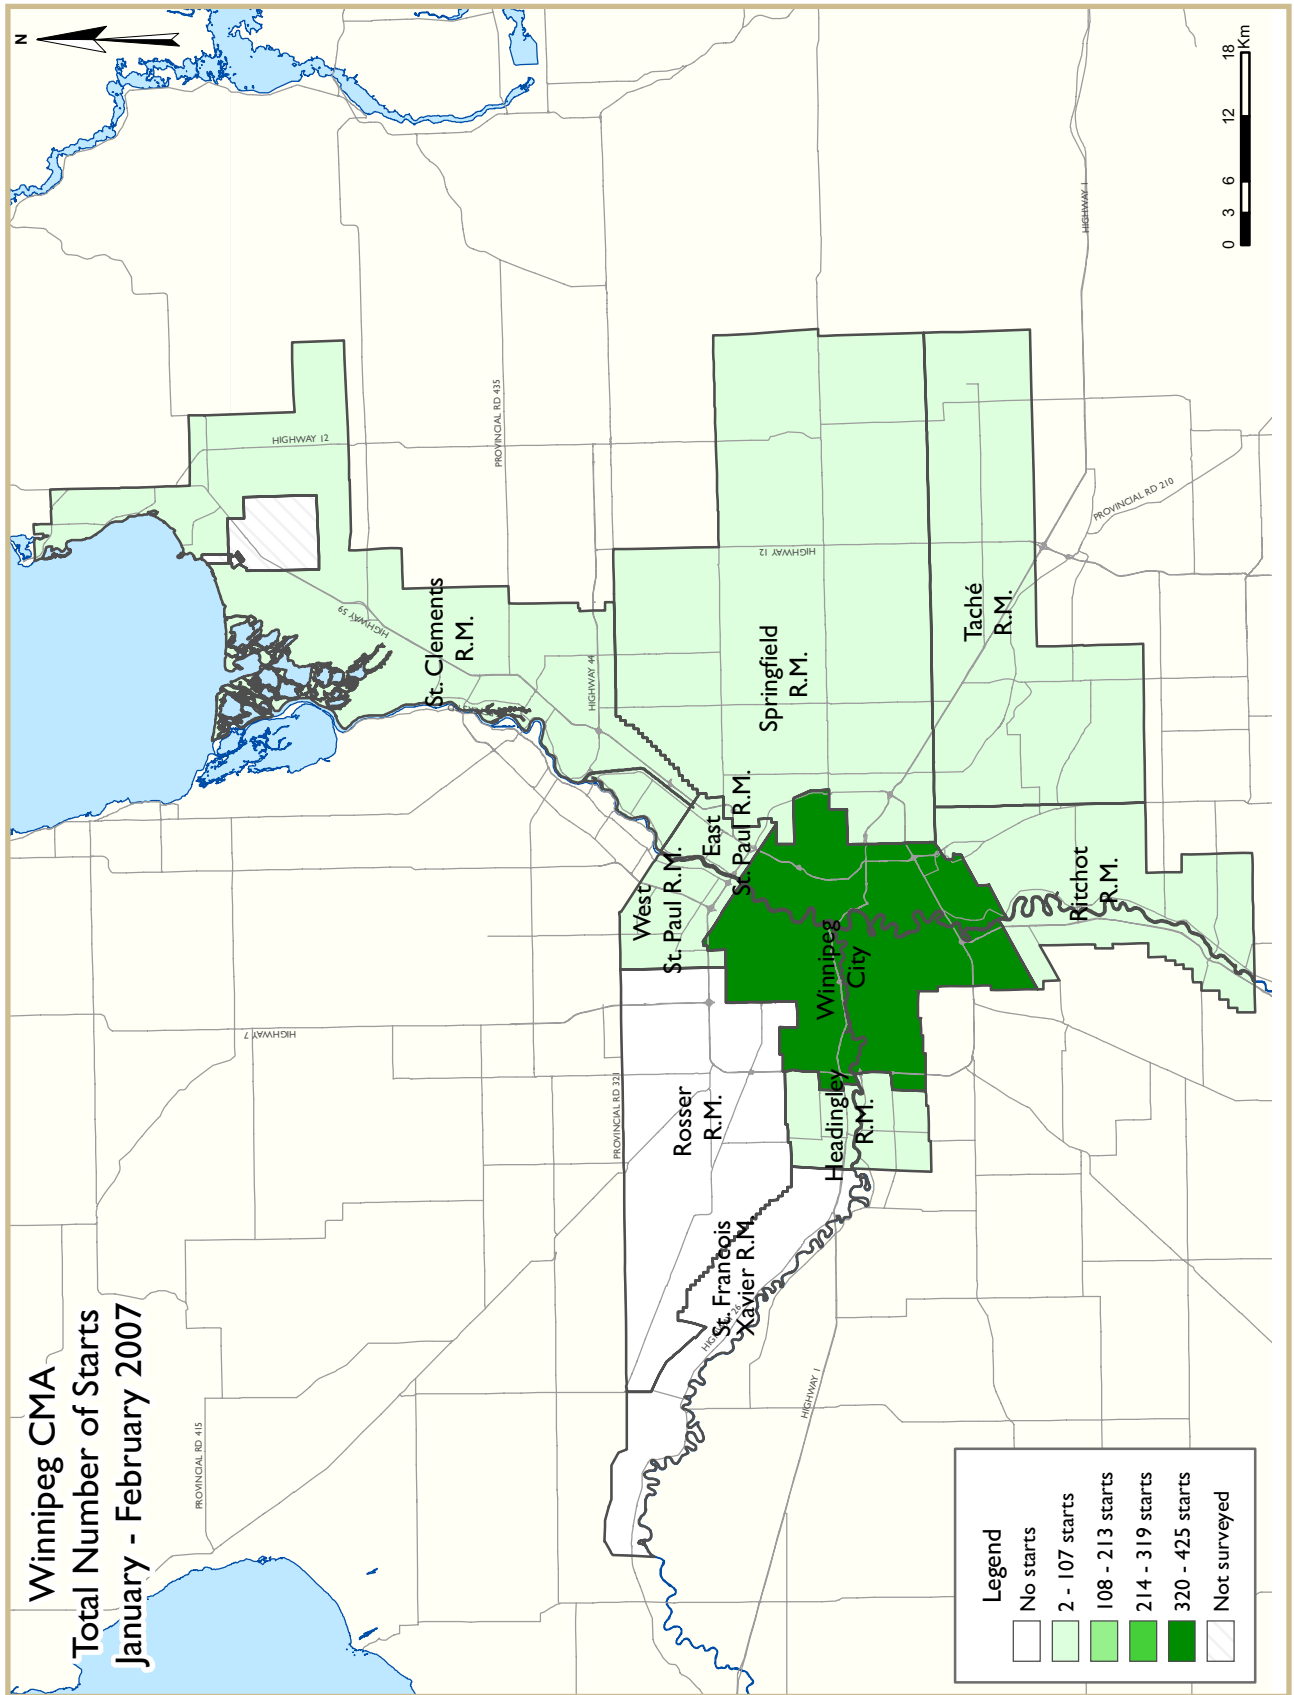 Winnipeg CMA
Total Number of Starts
January - February 2007
N
HIGHWAY 12
PROVINCIAL RD 435
HIGHWAY 59
St. Clements
R.M.
HIGHWAY 44
HIGHWAY 7
PROVINCIAL RD 415
PROVINCIAL RD 321
West
St. Paul R.M.
East
St. Paul R.M.
Springfield
R.M.
HIGHWAY 12
Rosser
R.M.
St. Francois
Xavier R.M.
HIGHWAY 26
Headingley
R.M.
Winnipeg
City
Taché
R.M.
Ritchot
R.M.
HIGHWAY 1
HIGHWAY 1
PROVINCIAL RD 210
Legend
No starts
2 - 107 starts
108 - 213 starts
214 - 319 starts
320 - 425 starts
Not surveyed
0 3 6 12 18
Km